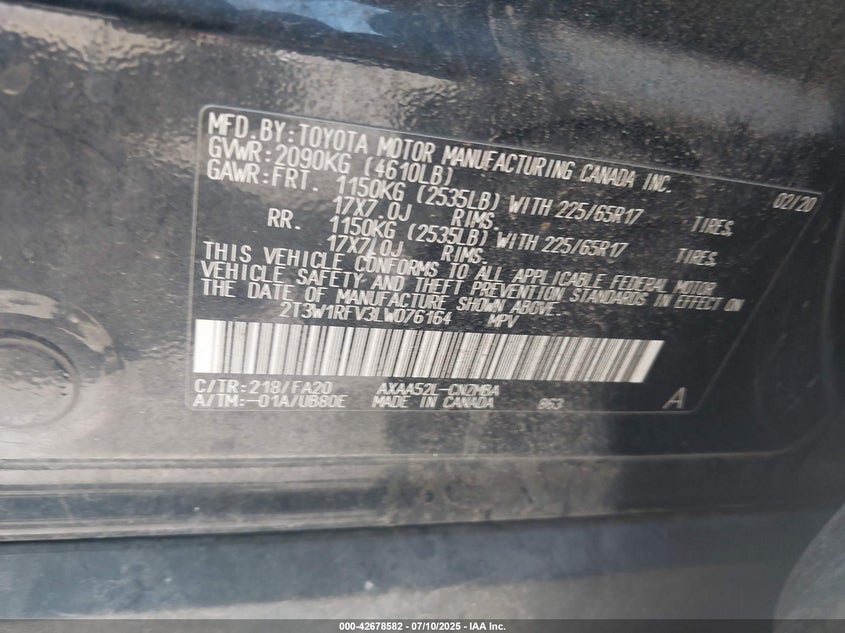 MFD.BY:TOYOTA MOTOR MANUFACTURING CANADA INC.
GVWR:2090KG (4610LB) 02/20
GAWR:FRT. 1150KG (2535LB) WITH 225/65R17 TIRES
17X7.0J RIMS.
RR. 1150KG (2535LB) WITH 225/65R17 TIRES
17X7.0J RIMS.
THIS VEHICLE CONFORMS TO ALL APPLICABLE FEDERAL MOTOR
VEHICLE SAFETY AND THEFT PREVENTION STANDARDS IN EFFECT ON
THE DATE OF MANUFACTURE SHOWN ABOVE.
2T3W1RFV3LW076164 MPV
C/TR:218/FA20 AXAA52L-CNZMBA
A/TM:-01A/UB80E MADE IN CANADA 963 A
000-42678582 - 07/10/2025 - IAA Inc.